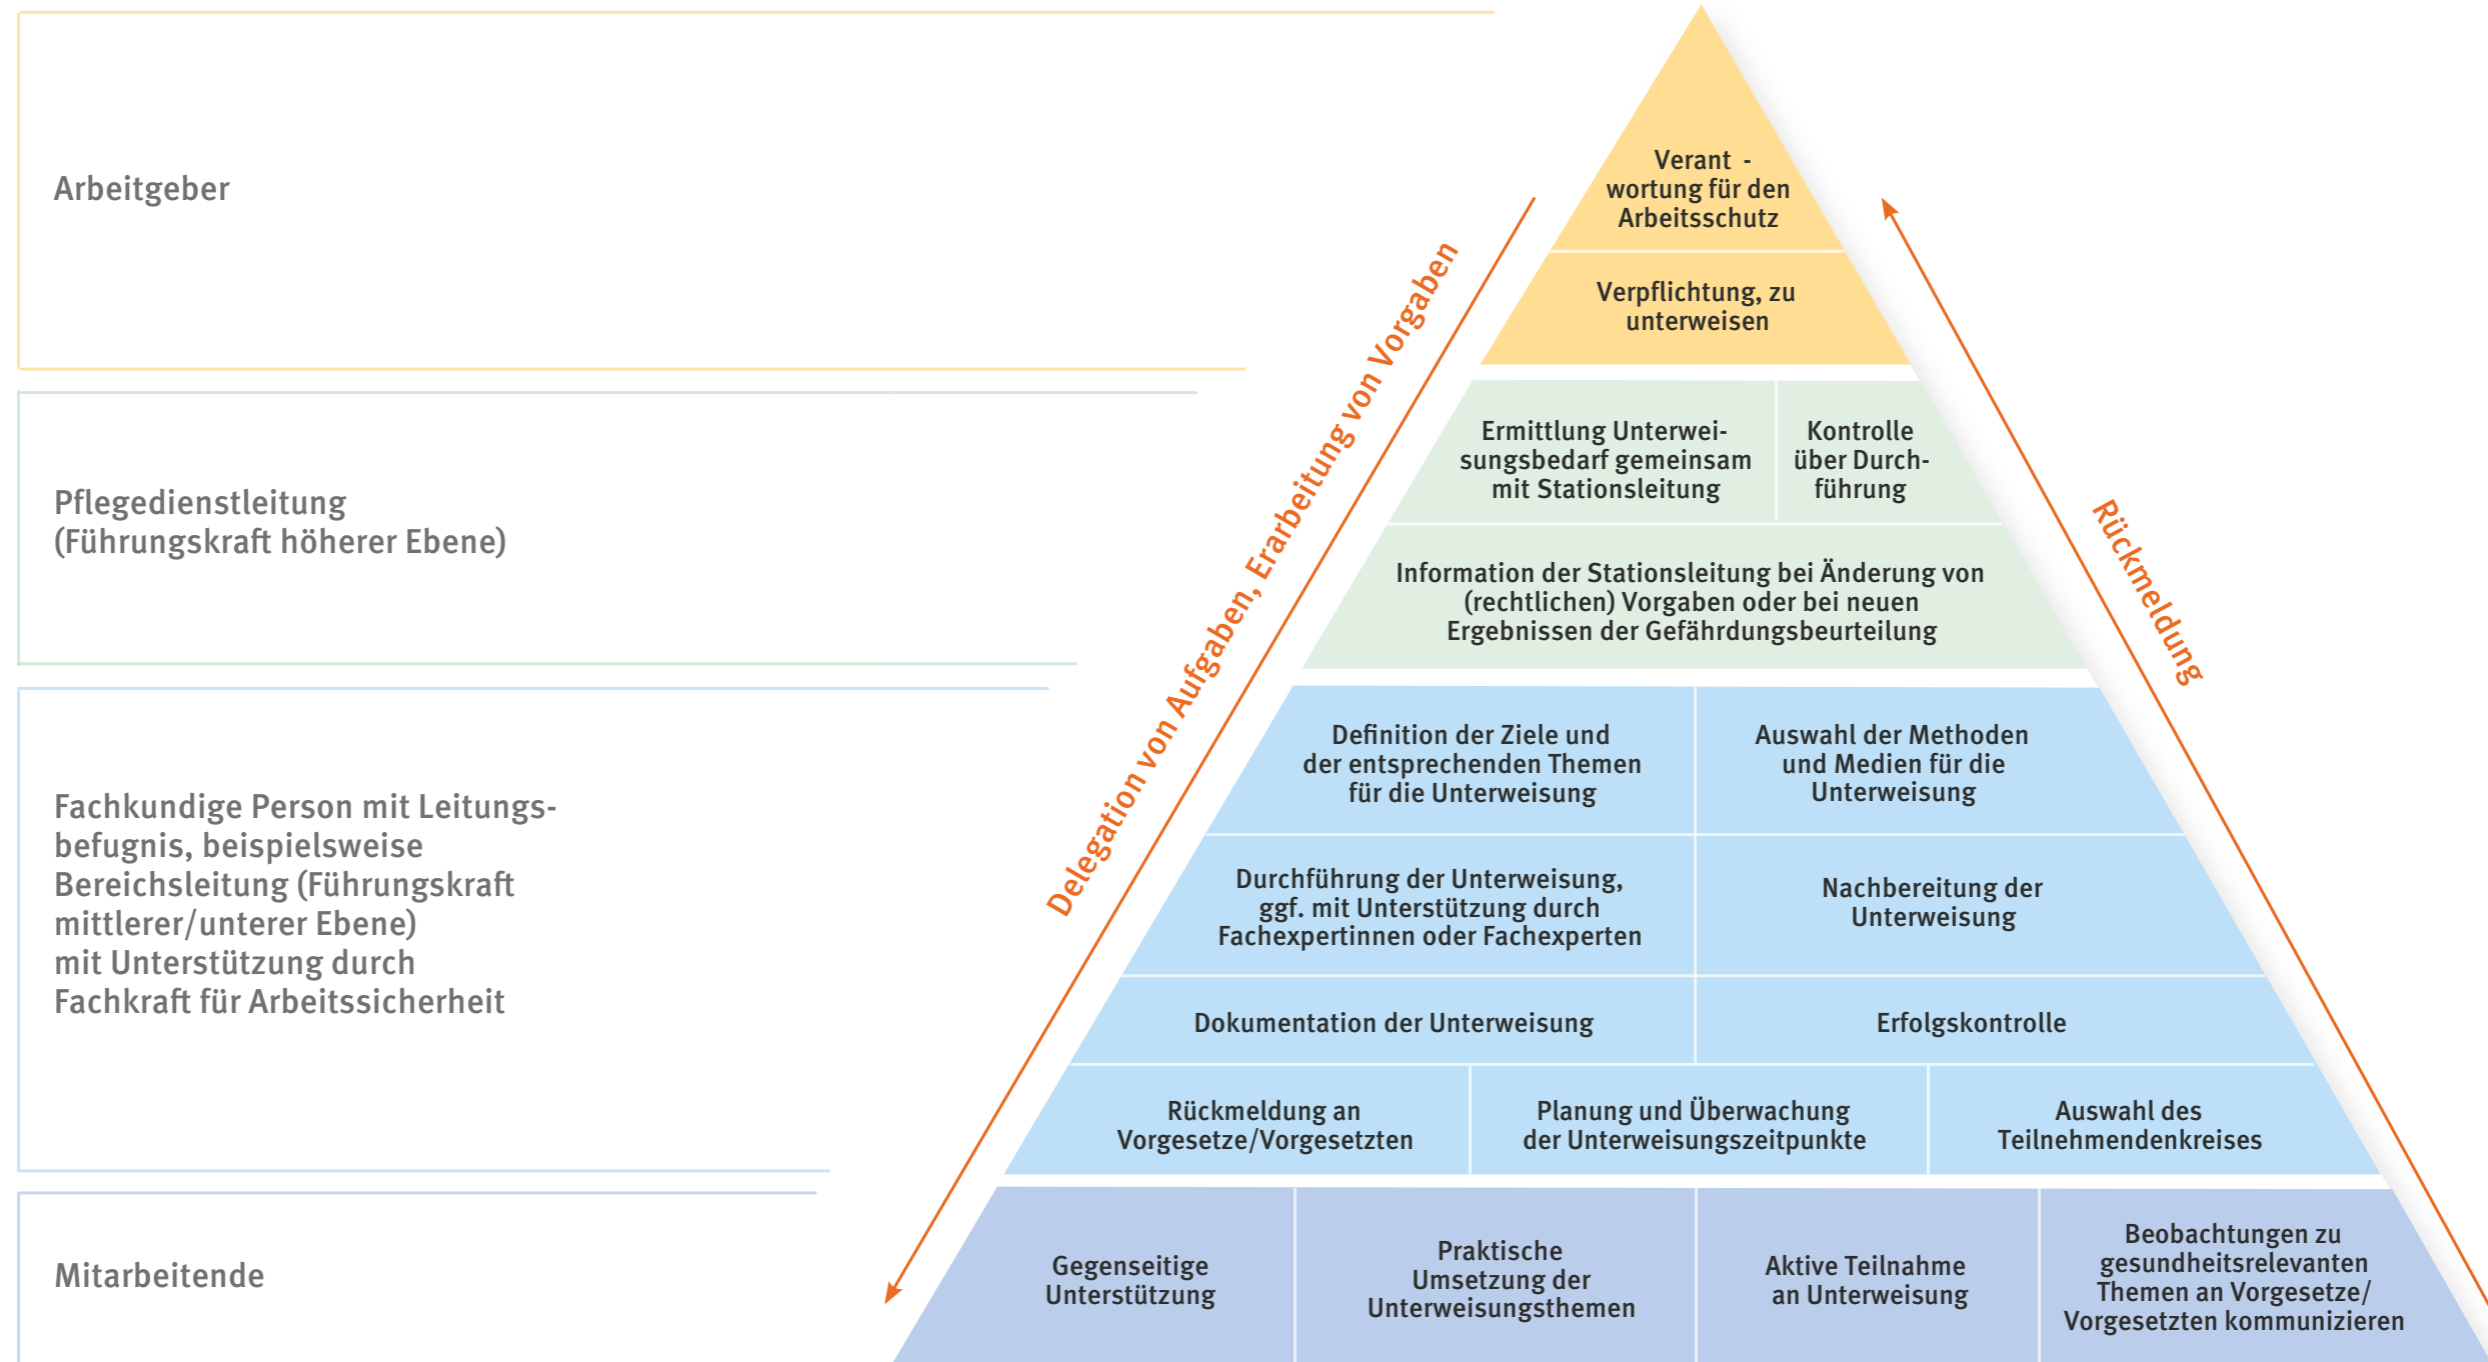 Arbeitgeber
Verant -
wortung für den
Arbeitsschutz
Verpflichtung, zu
unterweisen
Pflegedienstleitung
(Führungskraft höherer Ebene)
Ermittlung Unterwei-
sungsbedarf gemeinsam
mit Stationsleitung
Kontrolle
über Durch-
führung
Information der Stationsleitung bei Änderung von
(rechtlichen) Vorgaben oder bei neuen
Ergebnissen der Gefährdungsbeurteilung
Fachkundige Person mit Leitungs-
befugnis, beispielsweise
Bereichsleitung (Führungskraft
mittlerer/unterer Ebene)
mit Unterstützung durch
Fachkraft für Arbeitssicherheit
Definition der Ziele und
der entsprechenden Themen
für die Unterweisung
Auswahl der Methoden
und Medien für die
Unterweisung
Durchführung der Unterweisung,
ggf. mit Unterstützung durch
Fachexpertinnen oder Fachexperten
Nachbereitung der
Unterweisung
Dokumentation der Unterweisung
Erfolgskontrolle
Rückmeldung an
Vorgesetze/Vorgesetzten
Planung und Überwachung
der Unterweisungszeitpunkte
Auswahl des
Teilnehmendenkreises
Mitarbeitende
Gegenseitige
Unterstützung
Praktische
Umsetzung der
Unterweisungsthemen
Aktive Teilnahme
an Unterweisung
Beobachtungen zu
gesundheitsrelevanten
Themen an Vorgesetze/
Vorgesetzten kommunizieren
Delegation von Aufgaben, Erarbeitung von Vorgaben
Rückmeldung